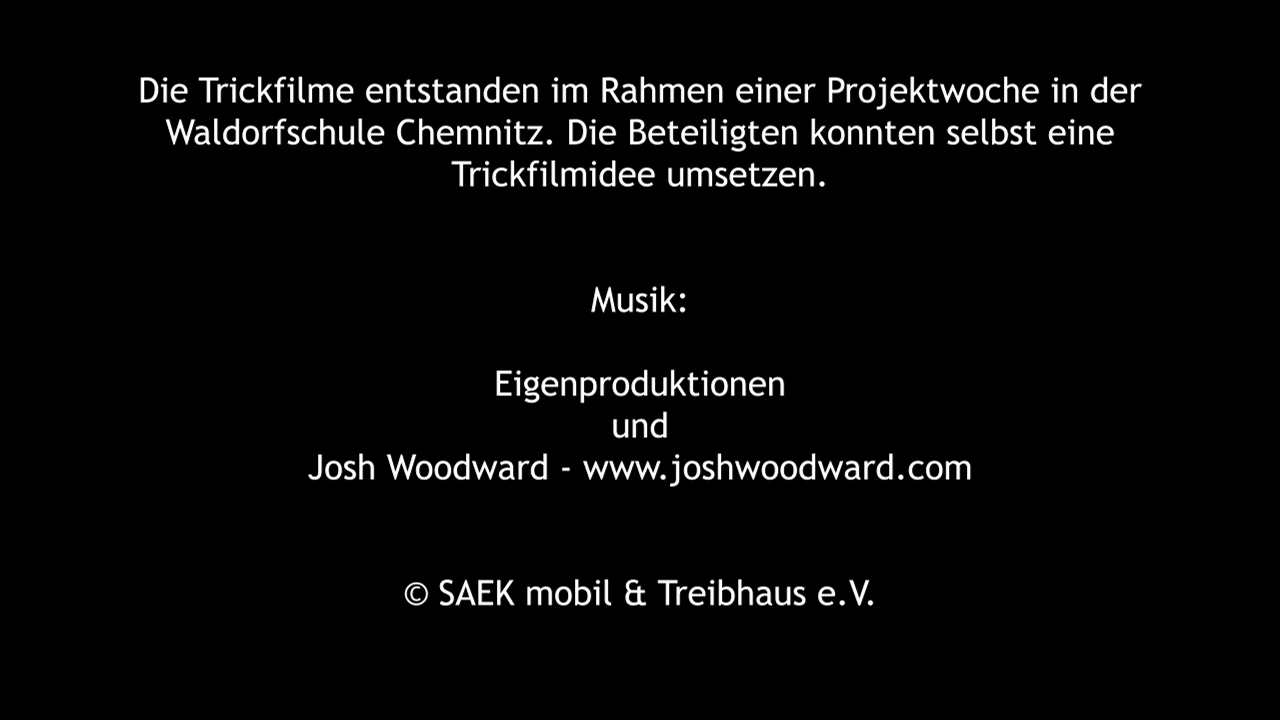 Die Trickfilme entstanden im Rahmen einer Projektwoche in der
Waldorfschule Chemnitz. Die Beteiligten konnten selbst eine
Trickfilmidee umsetzen.
Musik:
Eigenproduktionen
und
Josh Woodward - www.joshwoodward.com
© SAEK mobil & Treibhaus e.V.